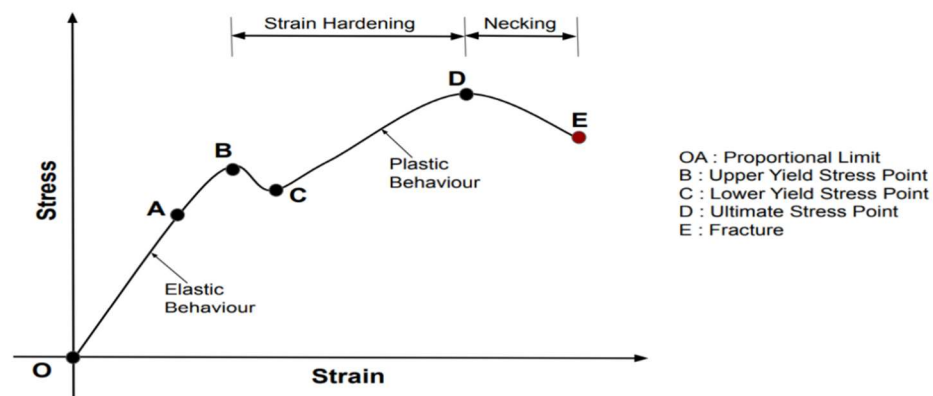 Strain Hardening
Necking
D
E
B
Plastic
Behaviour
C
A
Stress
Elastic
Behaviour
O
Strain
OA : Proportional Limit
B : Upper Yield Stress Point
C : Lower Yield Stress Point
D : Ultimate Stress Point
E : Fracture